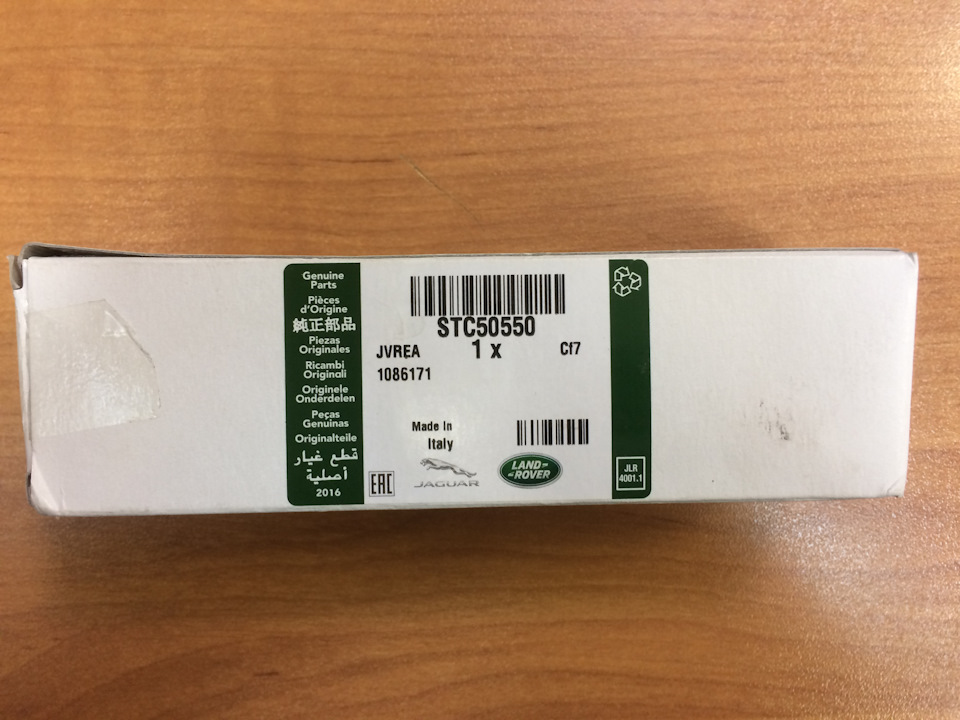 Genuine
Parts
Pièces
d'Origine
純正部品
Piezas
Originales
Ricambi
Originali
Originele
Onderdelen
Peças
Genuinas
Originalteile
قطع غيار
أصلية
2016
STC50550
JVREA
1 x
Cf7
1086171
Made In
Italy
EAC
JAGUAR
LAND-
-ROVER
JLR
4001.1